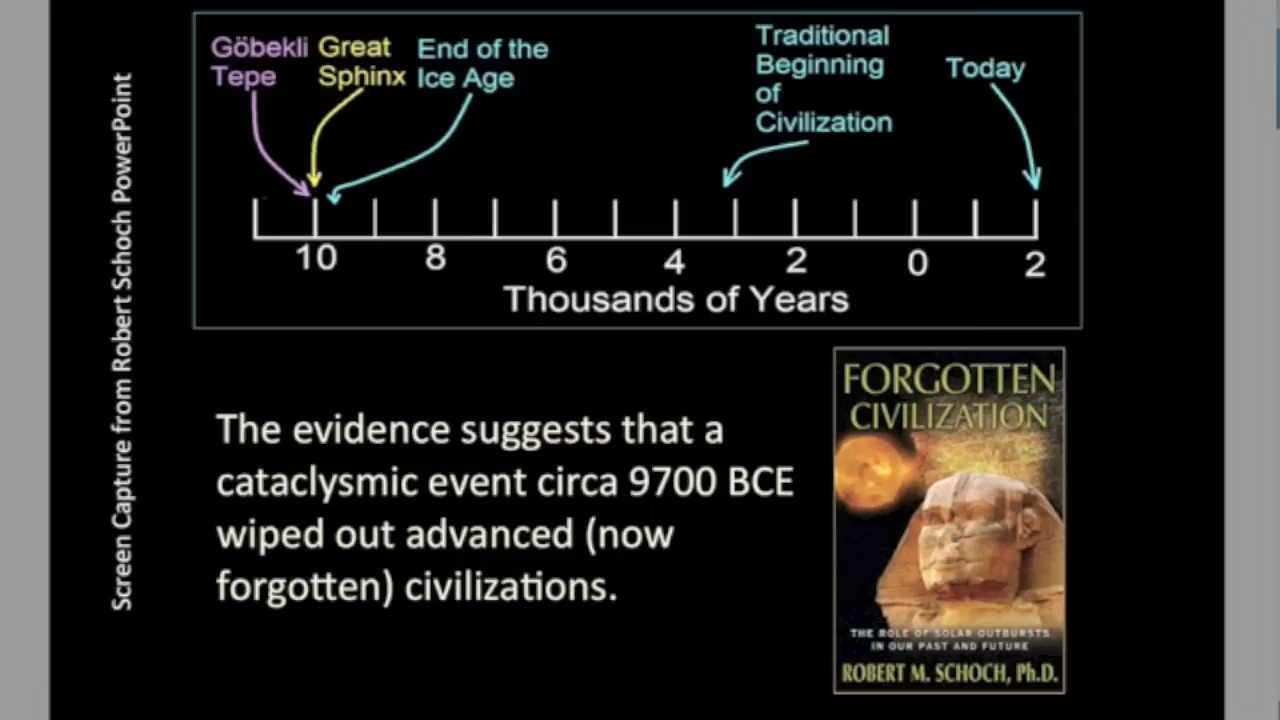 Screen Capture from Robert Schoch PowerPoint
Göbekli
Tepe
Great
Sphinx
End of the
Ice Age
Traditional
Beginning
of
Civilization
Today
10 8 6 4 2 0 2
Thousands of Years
The evidence suggests that a
cataclysmic event circa 9700 BCE
wiped out advanced (now
forgotten) civilizations.
FORGOTTEN
CIVILIZATION
THE ROLE OF SOLAR OUTBURSTS
IN OUR PAST AND FUTURE
ROBERT M. SCHOCH, Ph.D.